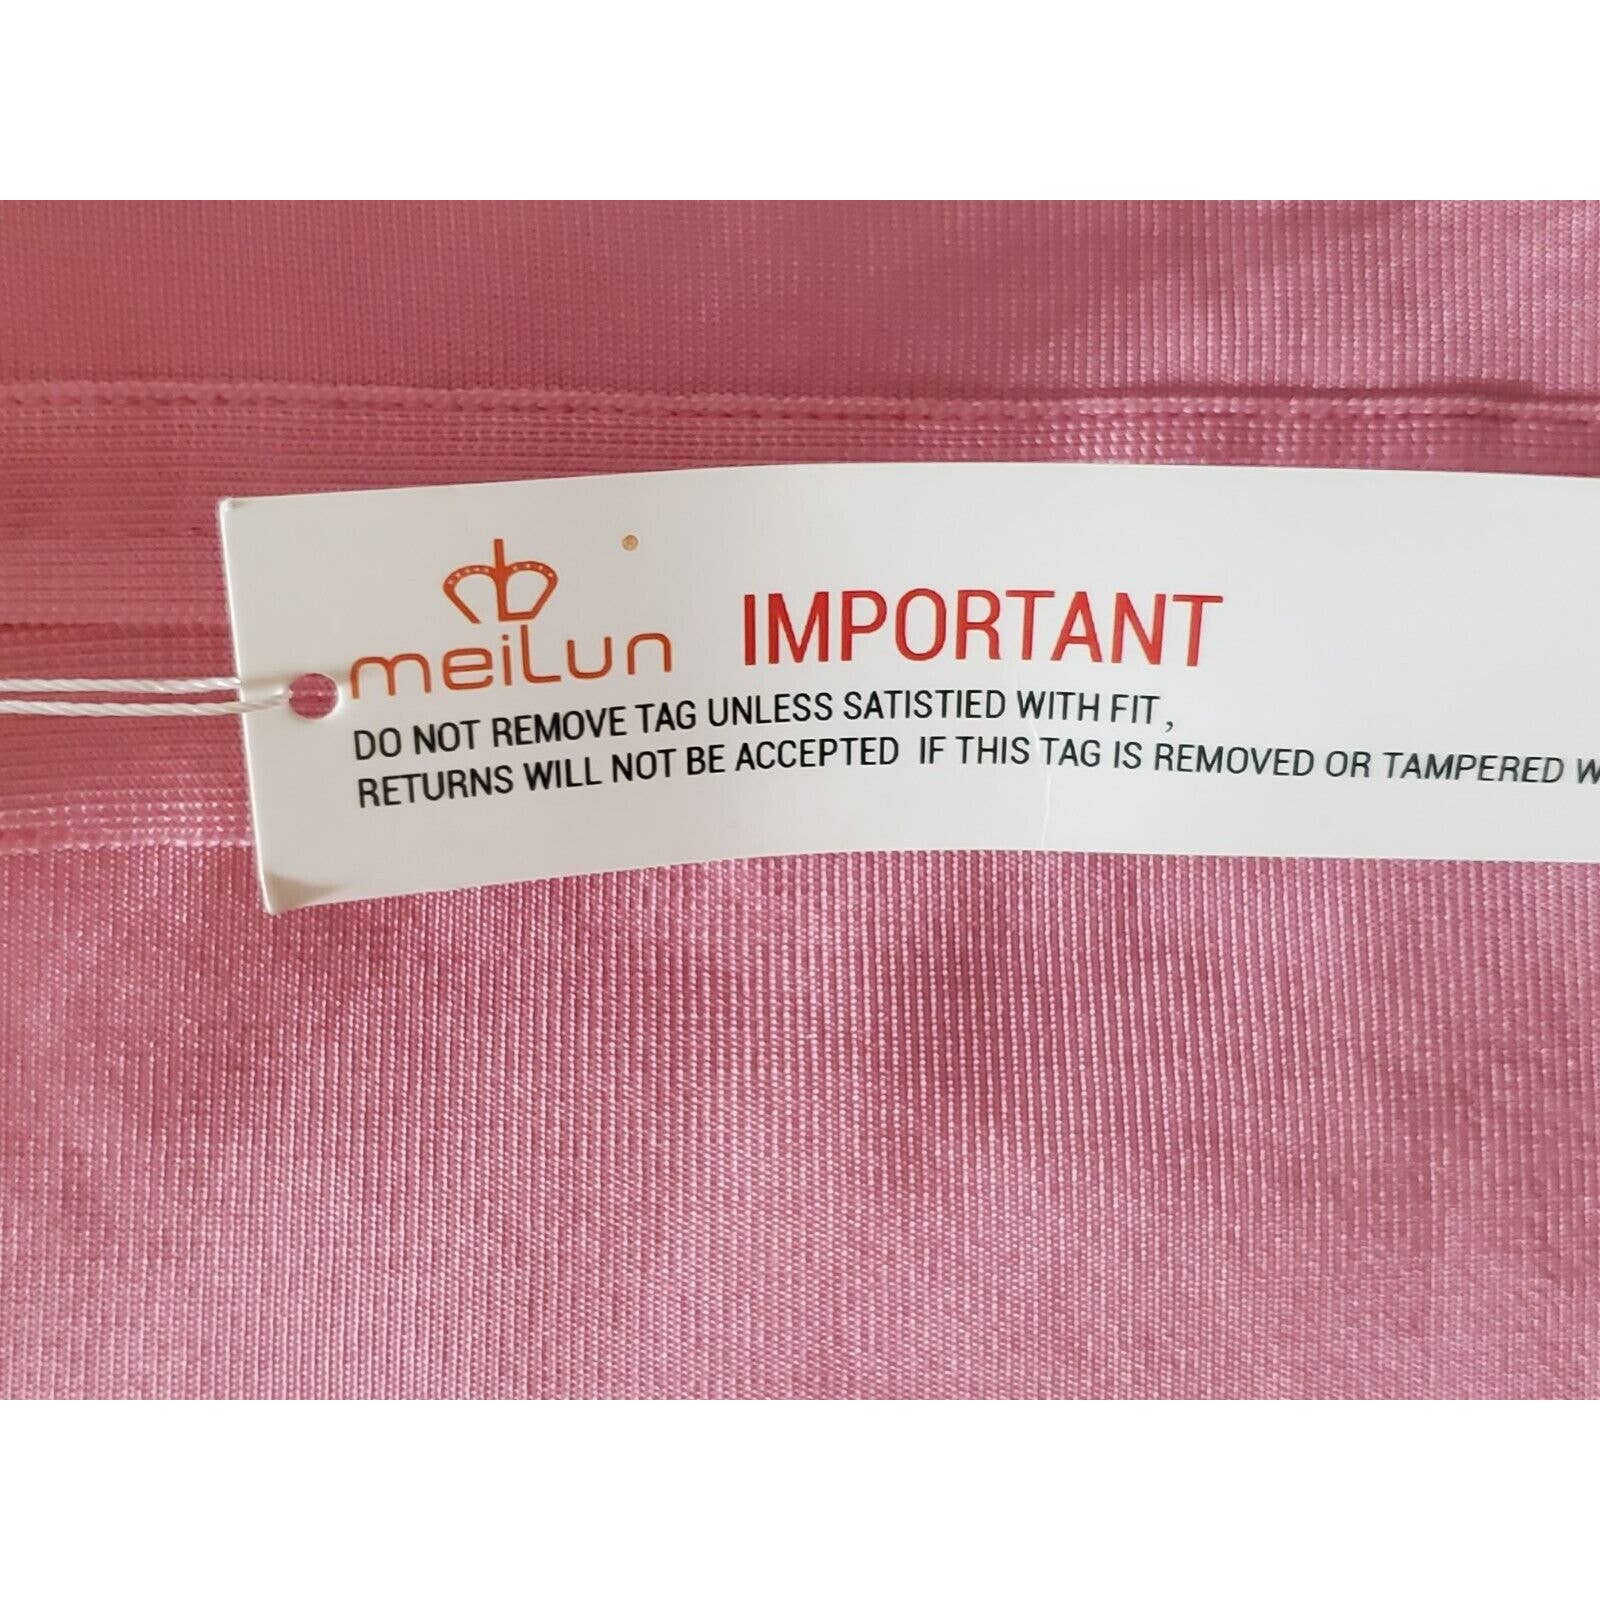 meiLun
IMPORTANT
DO NOT REMOVE TAG UNLESS SATISTIED WITH FIT,
RETURNS WILL NOT BE ACCEPTED IF THIS TAG IS REMOVED OR TAMPERED